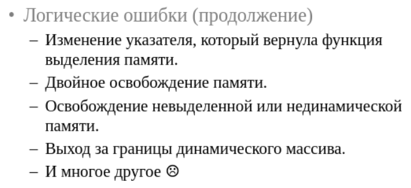 • Логические ошибки (продолжение)
– Изменение указателя, который вернула функция
выделения памяти.
– Двойное освобождение памяти.
– Освобождение невыделенной или нединамической
памяти.
– Выход за границы динамического массива.
– И многое другое ☹